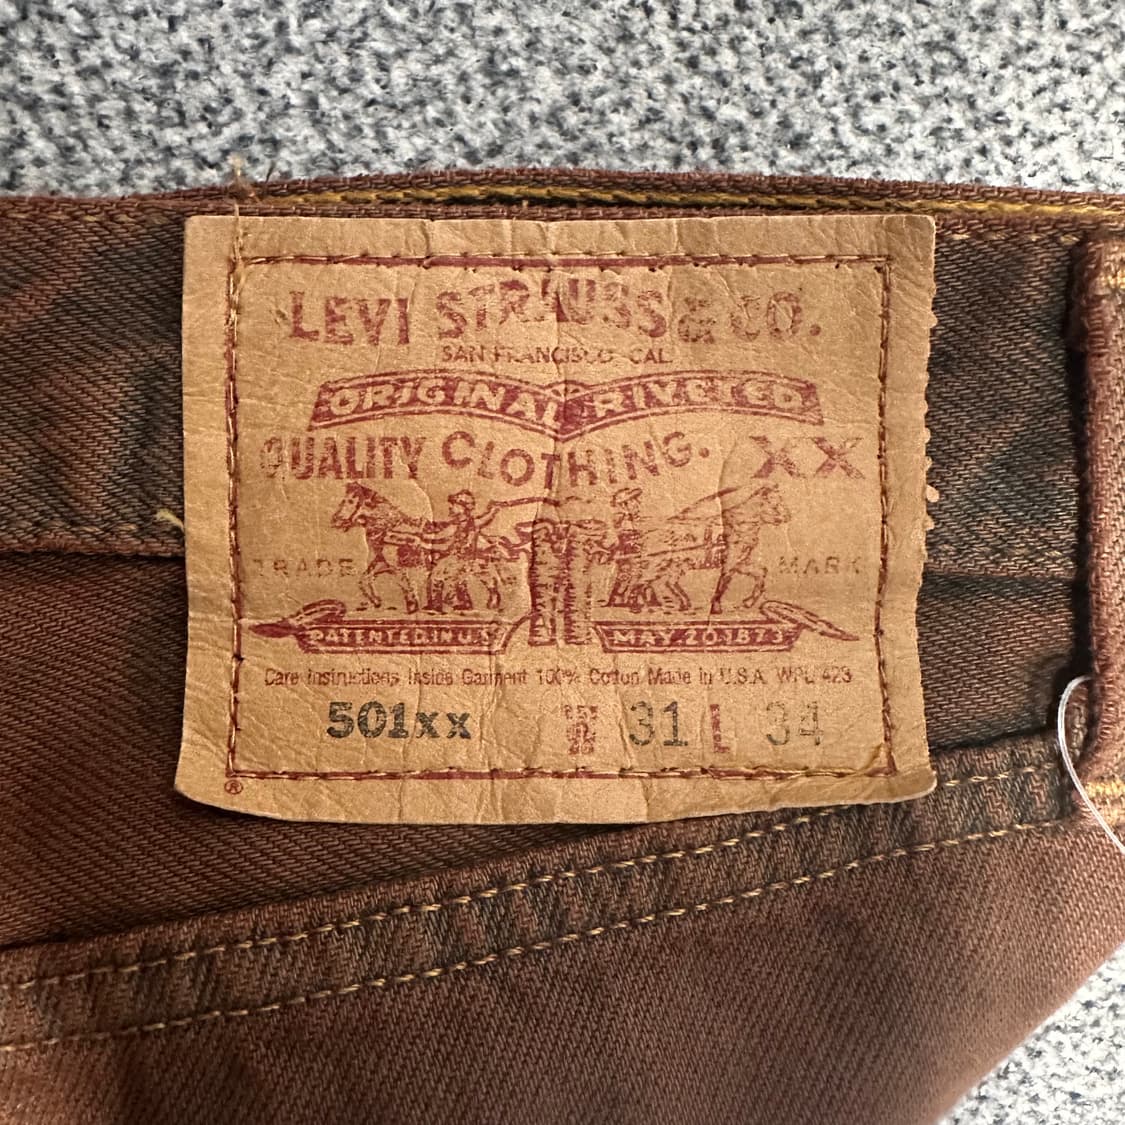 LEVI STRAUSS & CO.
SAN FRANCISCO CAL.
ORIGINAL RIVETED
QUALITY CLOTHING. XX
TRADE MARK
PATENTED IN U.S. MAY 20 1873
Care Instructions Inside Garment 100% Cotton Made in U.S.A. WPL 423
501xx W 31 L 34
®